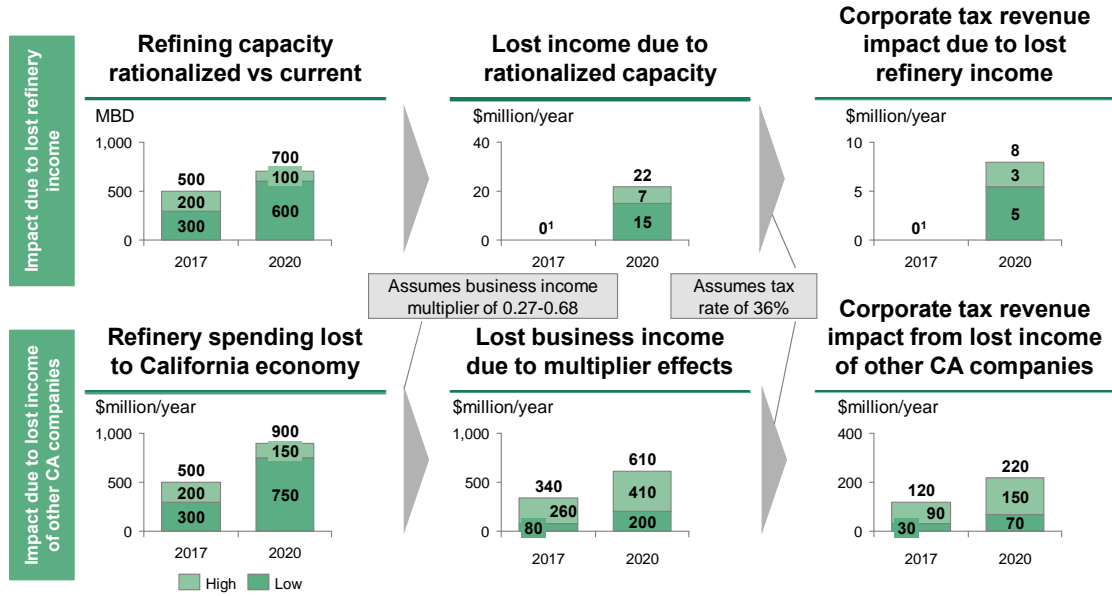 Impact due to lost refinery
income
Refining capacity
rationalized vs current
MBD
1,000
500
0
500
200
300
700
100
600
2017
2020
Lost income due to
rationalized capacity
$million/year
40
20
0
0¹
22
7
15
2017
2020
Corporate tax revenue
impact due to lost
refinery income
$million/year
10
5
0
0¹
8
3
5
2017
2020
Assumes business income
multiplier of 0.27-0.68
Assumes tax
rate of 36%
Impact due to lost income
of other CA companies
Refinery spending lost
to California economy
$million/year
1,000
500
0
500
200
300
900
150
750
2017
2020
High
Low
Lost business income
due to multiplier effects
$million/year
1,000
500
0
340
260
80
610
410
200
2017
2020
Corporate tax revenue
impact from lost income
of other CA companies
$million/year
400
200
0
120
90
30
220
150
70
2017
2020